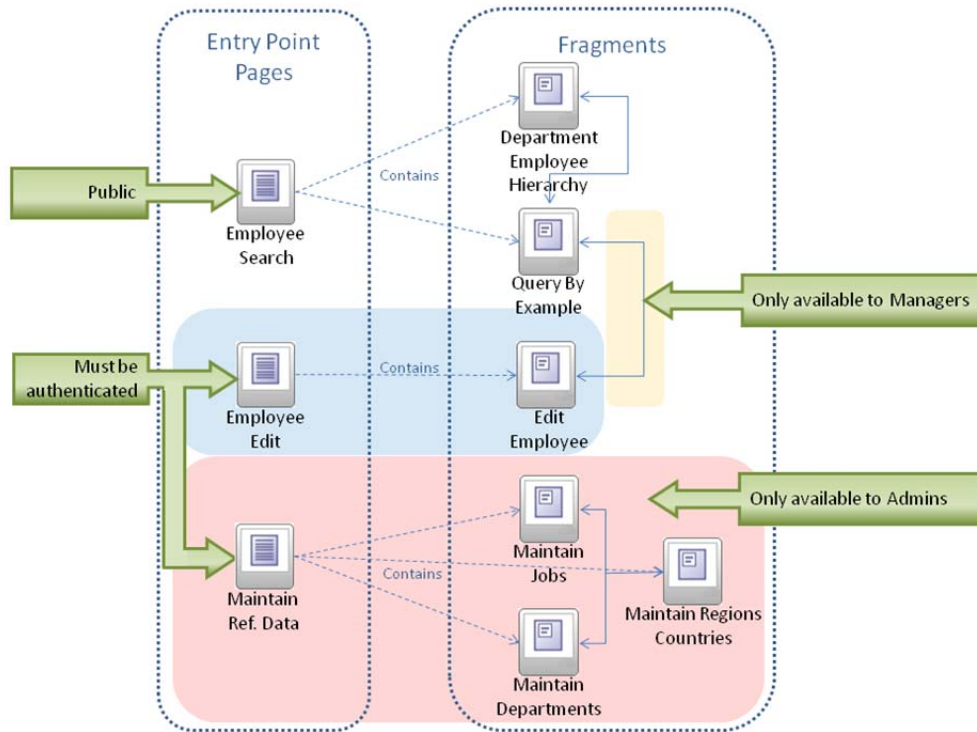 Entry Point
Pages
Fragments
Department
Employee
Hierarchy
Contains
Public
Employee
Search
Query By
Example
Only available to Managers
Must be
authenticated
Contains
Employee
Edit
Edit
Employee
Only available to Admins
Maintain
Jobs
Contains
Maintain
Ref. Data
Maintain Regions
Countries
Maintain
Departments